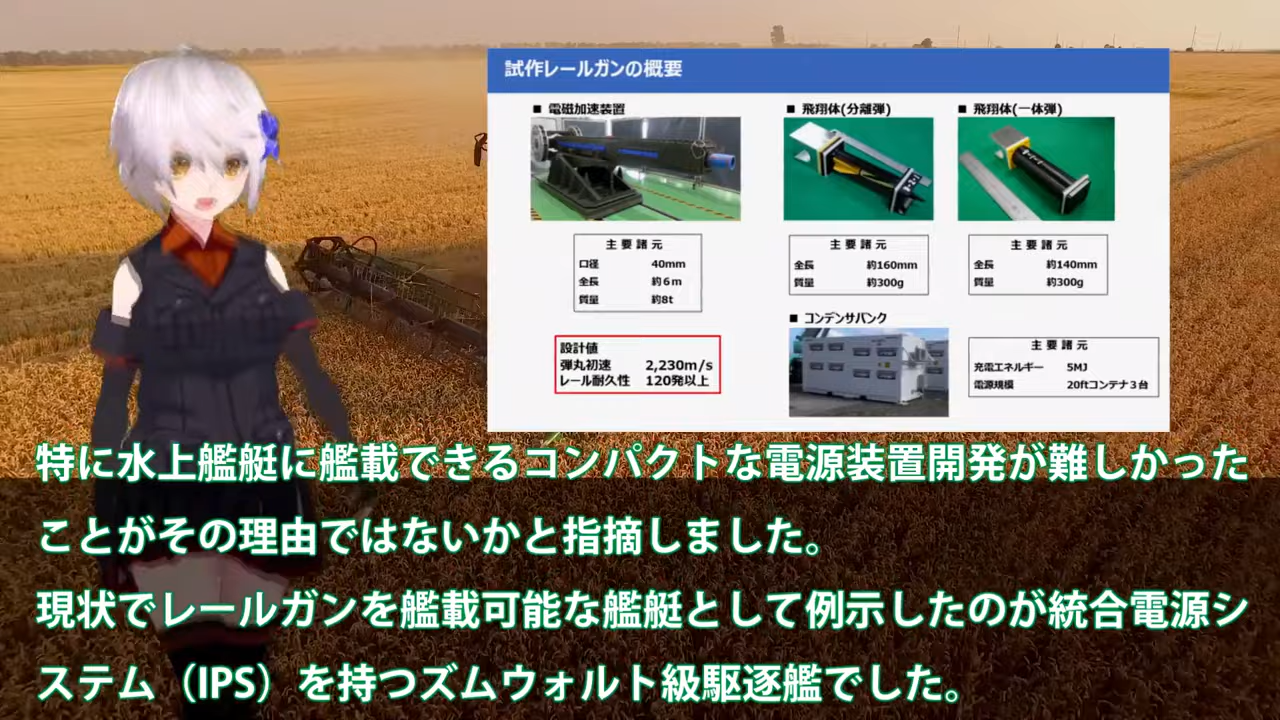 試作レールガンの概要
■ 電磁加速装置
■ 飛翔体(分離弾)
■ 飛翔体(一体弾)
主要諸元
口径 40mm
全長 約6m
質量 約8t
主要諸元
全長 約160mm
質量 約300g
主要諸元
全長 約140mm
質量 約300g
設計値
弾丸初速 2,230m/s
レール耐久性 120発以上
■ コンデンサバンク
主要諸元
充電エネルギー 5MJ
電源規模 20ftコンテナ3台
特に水上艦艇に艦載できるコンパクトな電源装置開発が難しかった
ことがその理由ではないかと指摘しました。
現状でレールガンを艦載可能な艦艇として例示したのが統合電源シ
ステム（IPS）を持つズムウォルト級駆逐艦でした。